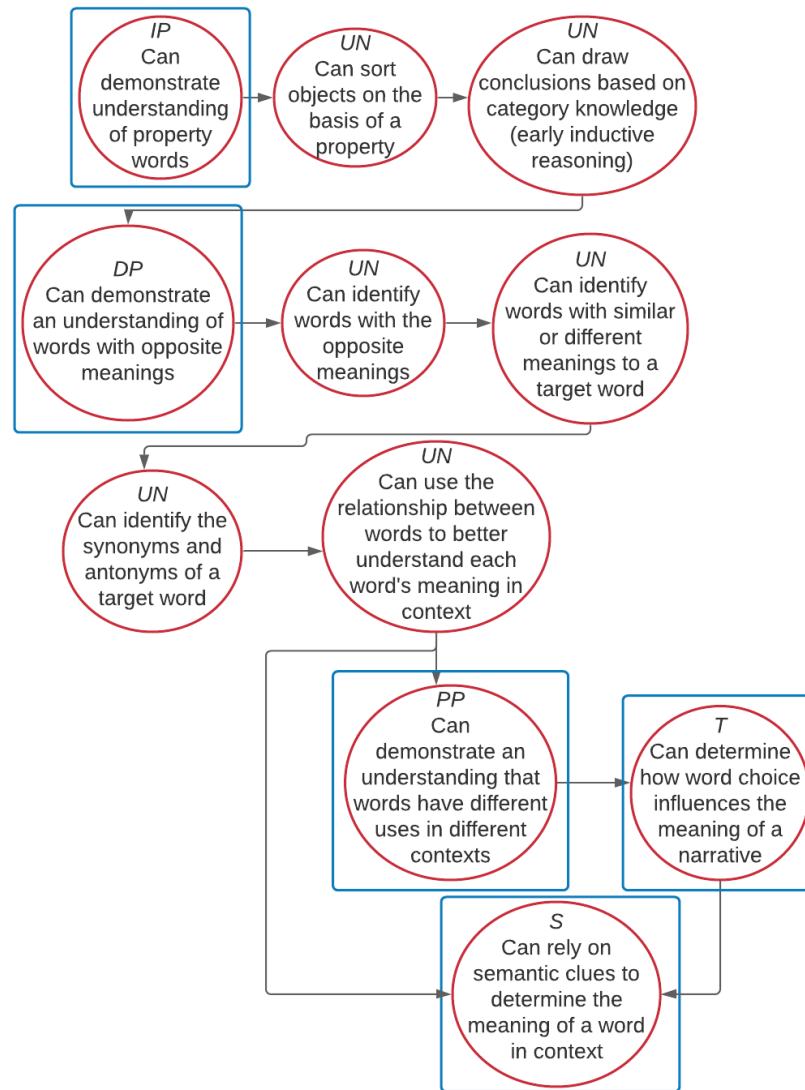 IP
Can
demonstrate
understanding
of property
words
UN
Can sort
objects on the
basis of a
property
UN
Can draw
conclusions based on
category knowledge
(early inductive
reasoning)
DP
Can demonstrate
an understanding of
words with opposite
meanings
UN
Can identify
words with the
opposite
meanings
UN
Can identify
words with similar
or different
meanings to a
target word
UN
Can identify the
synonyms and
antonyms of a
target word
UN
Can use the
relationship between
words to better
understand each
word's meaning in
context
PP
Can
demonstrate an
understanding that
words have different
uses in different
contexts
T
Can determine
how word choice
influences the
meaning of a
narrative
S
Can rely on
semantic clues to
determine the
meaning of a word
in context